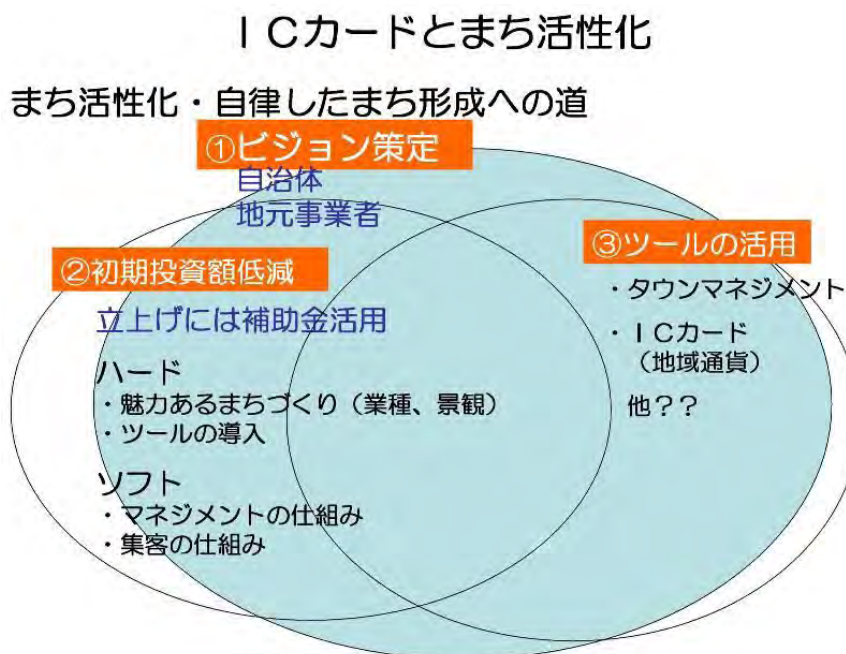 ＩＣカードとまち活性化
まち活性化・自律したまち形成への道
①ビジョン策定
自治体
地元事業者
②初期投資額低減
立上げには補助金活用
ハード
・魅力あるまちづくり（業種、景観）
・ツールの導入
ソフト
・マネジメントの仕組み
・集客の仕組み
③ツールの活用
・タウンマネジメント
・ＩＣカード
（地域通貨）
他？？